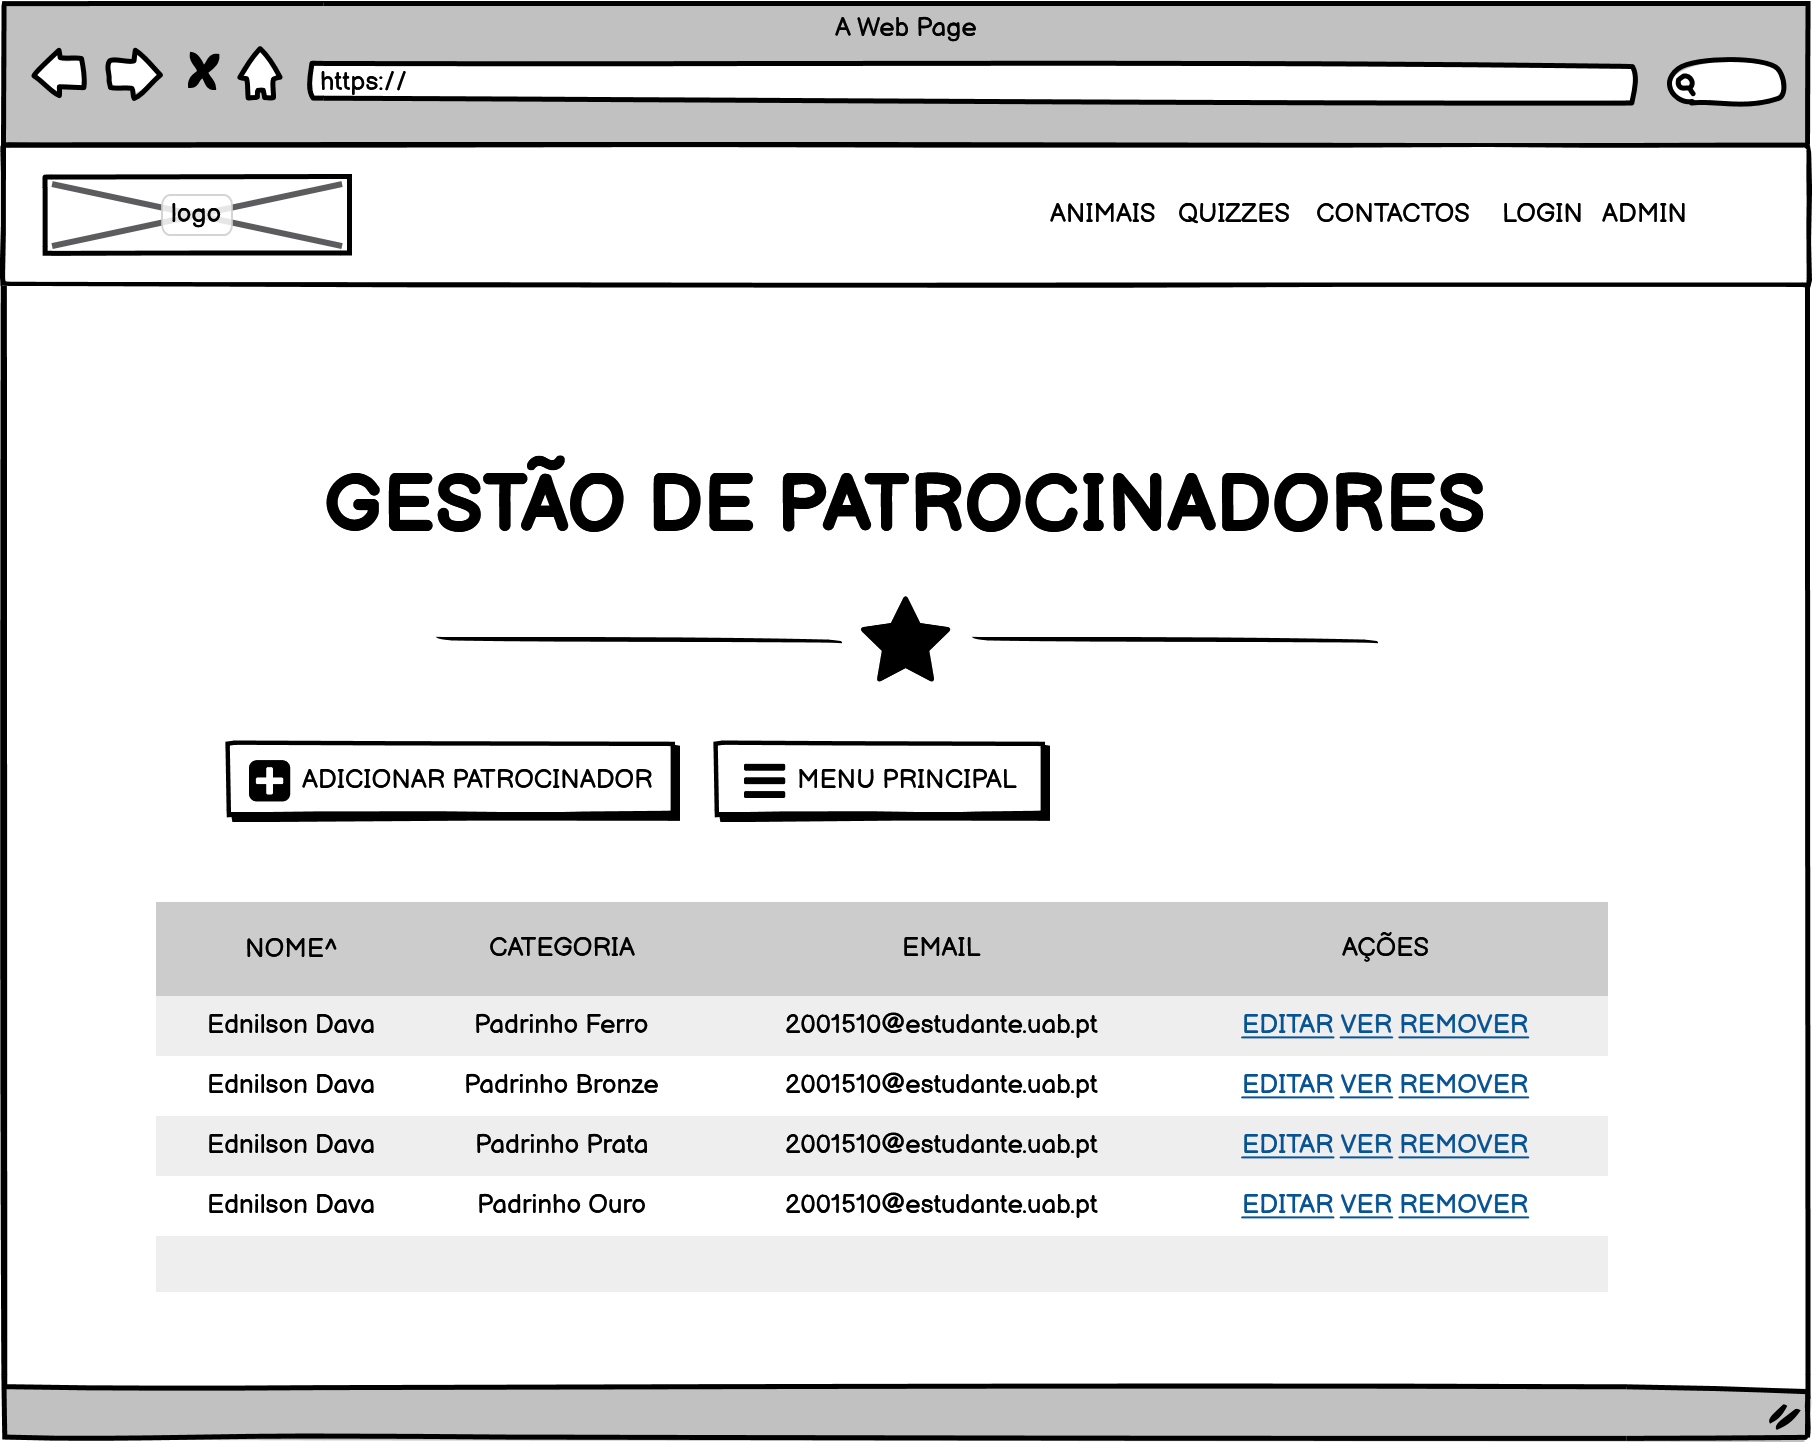 A Web Page
https://
logo
ANIMAIS QUIZZES CONTACTOS LOGIN ADMIN
GESTÃO DE PATROCINADORES
ADICIONAR PATROCINADOR MENU PRINCIPAL
NOME^ CATEGORIA EMAIL AÇÕES
Ednilson Dava Padrinho Ferro 2001510@estudante.uab.pt EDITAR VER REMOVER
Ednilson Dava Padrinho Bronze 2001510@estudante.uab.pt EDITAR VER REMOVER
Ednilson Dava Padrinho Prata 2001510@estudante.uab.pt EDITAR VER REMOVER
Ednilson Dava Padrinho Ouro 2001510@estudante.uab.pt EDITAR VER REMOVER